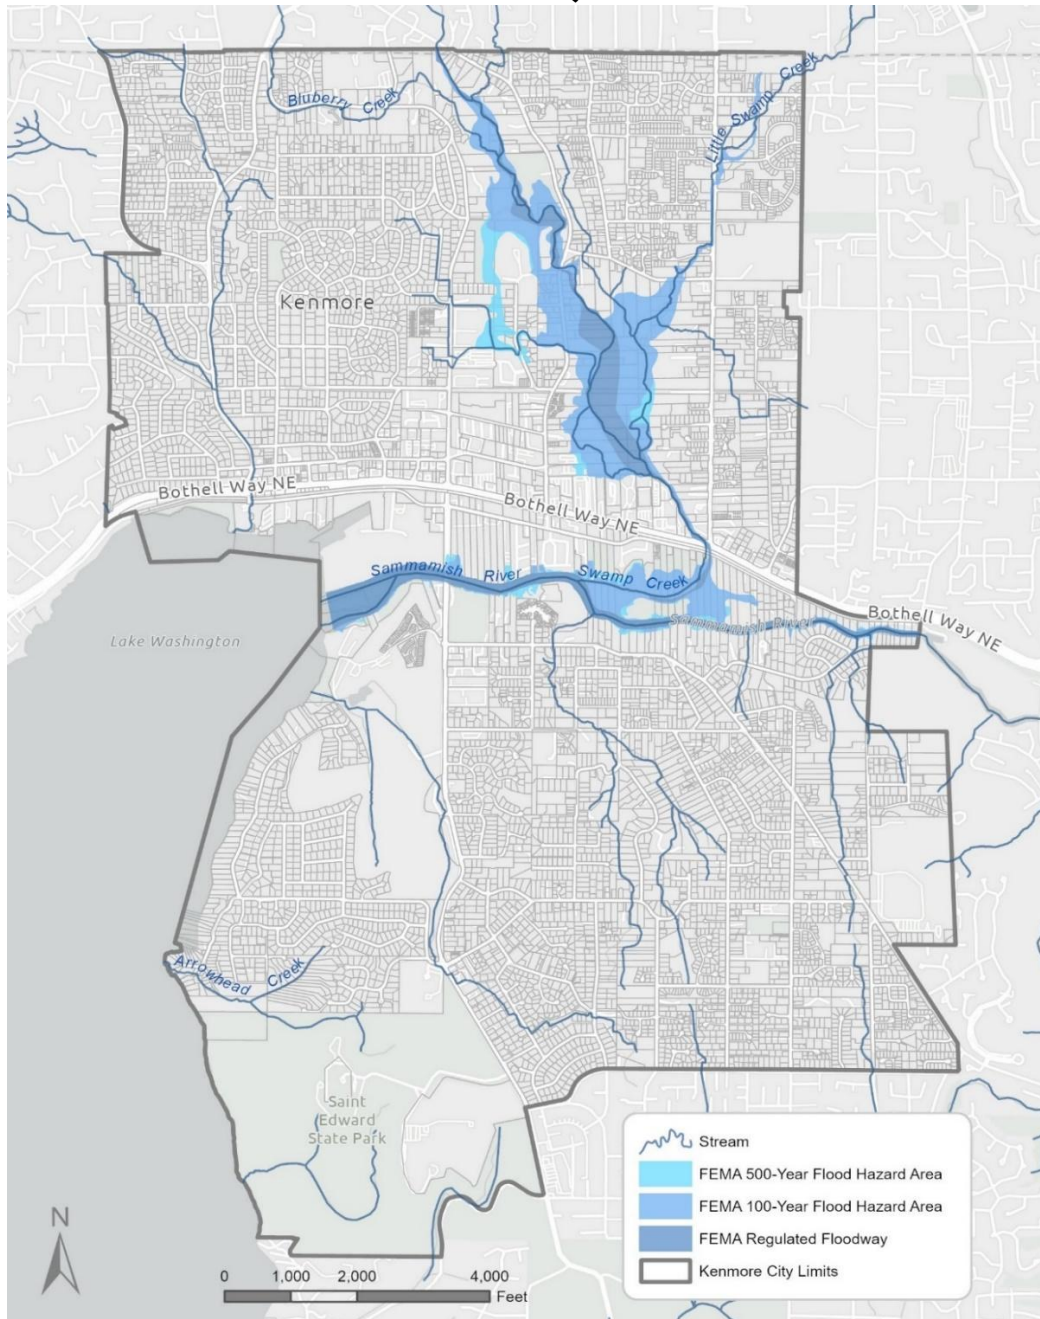 Bluberry Creek
Little Swamp Creek
Kenmore
Bothell Way NE
Bothell Way NE
Sammamish River
Swamp Creek
Sammamish River
Bothell Way NE
Lake Washington
Arrowhead Creek
Saint
Edward
State Park
Stream
FEMA 500-Year Flood Hazard Area
FEMA 100-Year Flood Hazard Area
FEMA Regulated Floodway
Kenmore City Limits
N
0 1,000 2,000 4,000
Feet